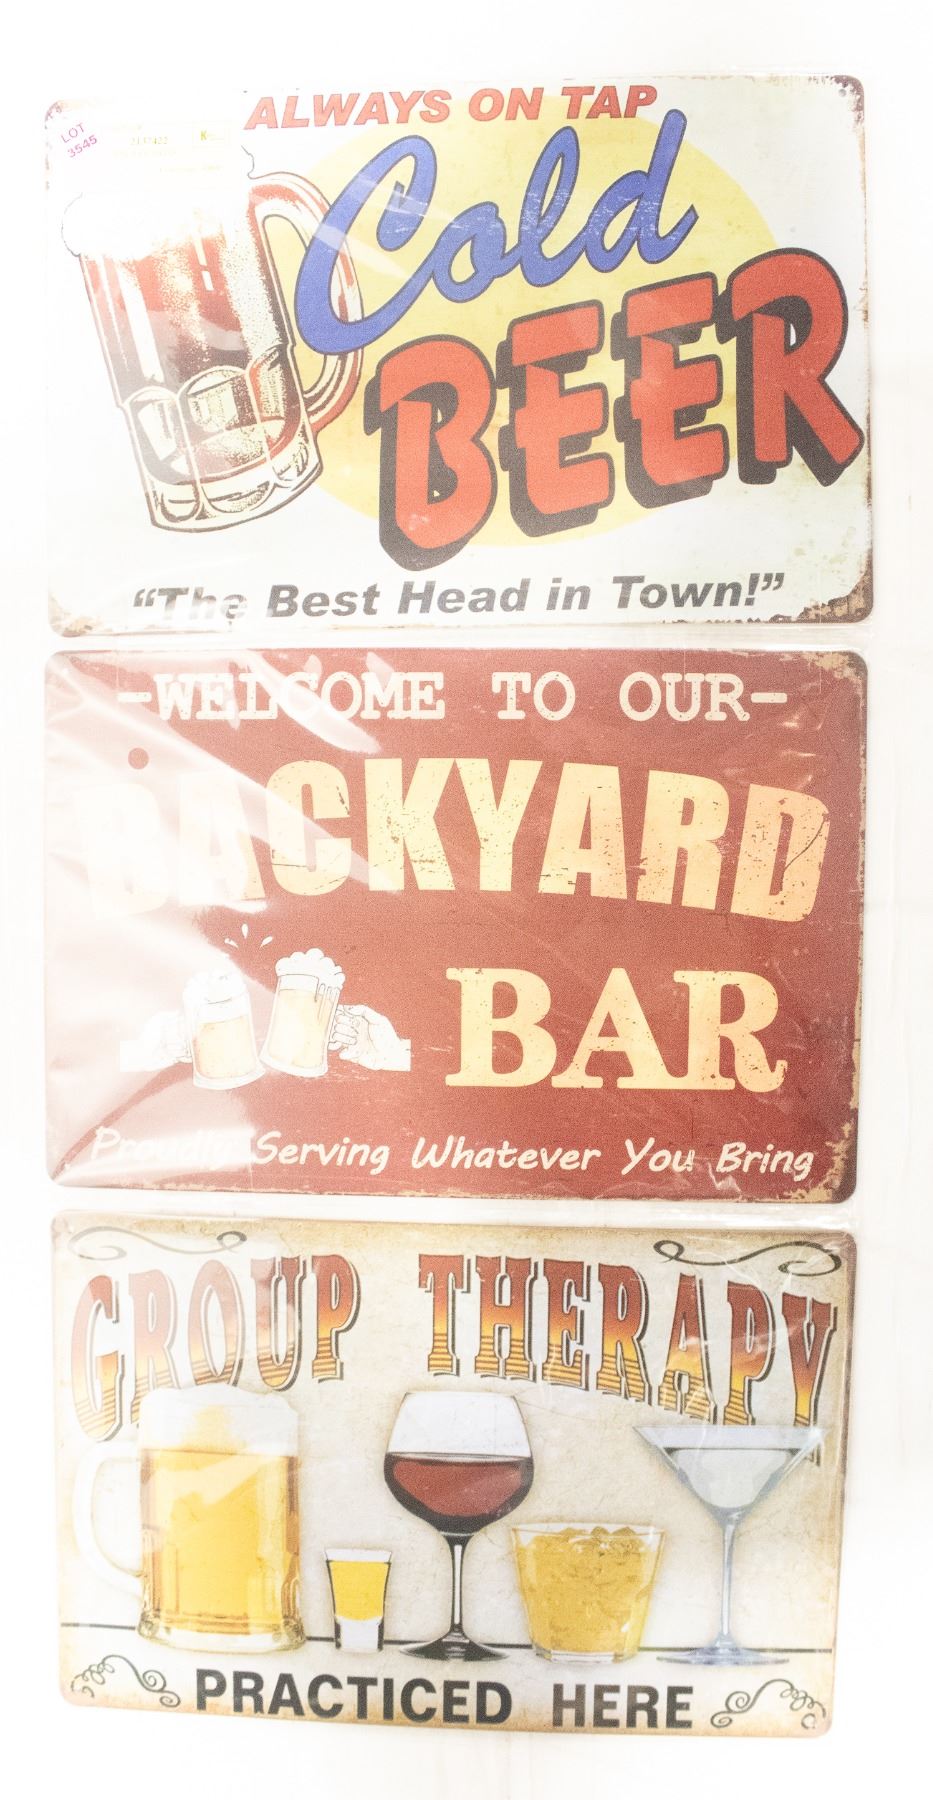 LOT
3545
ALWAYS ON TAP
Cold
BEER
“The Best Head in Town!”
-WELCOME TO OUR-
BACKYARD
BAR
Proudly Serving Whatever You Bring
GROUP THERAPY
PRACTICED HERE